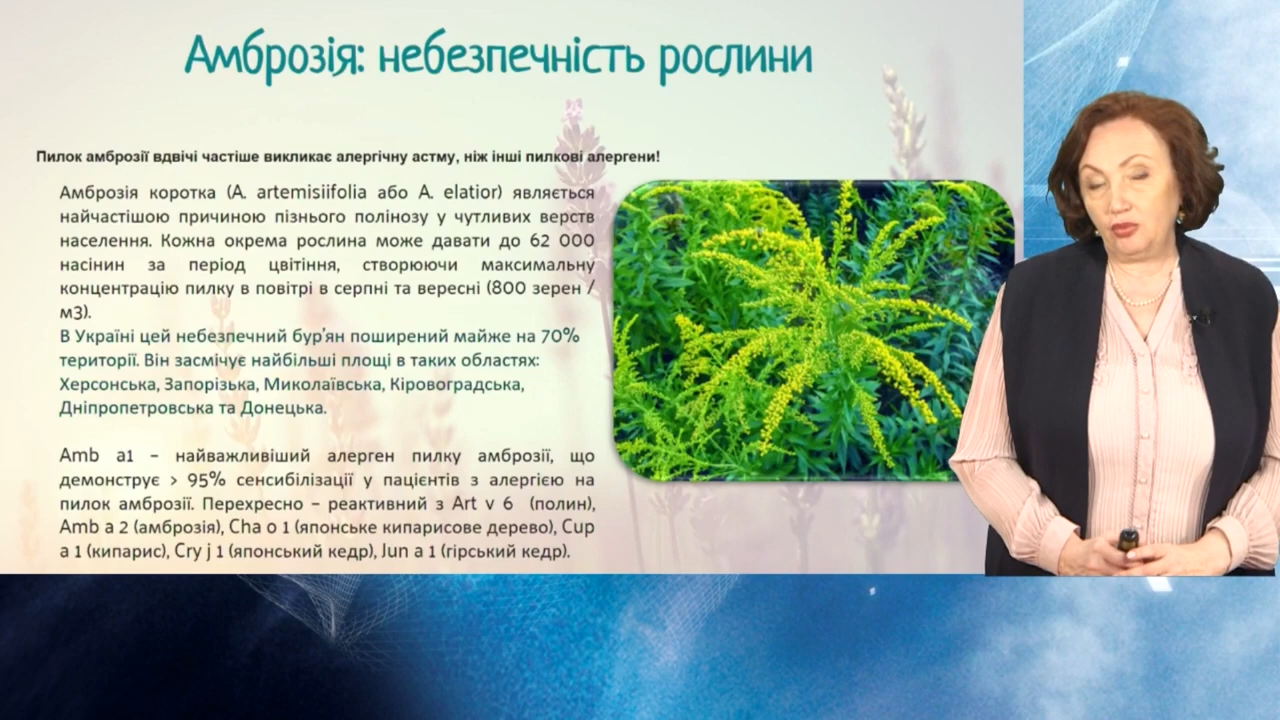 Амброзія: небезпечність рослини
Пилок амброзії вдвічі частіше викликає алергічну астму, ніж інші пилкові алергени!
Амброзія коротка (A. artemisiifolia або A. elatior) являється
найчастішою причиною пізнього полінозу у чутливих верств
населення. Кожна окрема рослина може давати до 62 000
насінин за період цвітіння, створюючи максимальну
концентрацію пилку в повітрі в серпні та вересні (800 зерен /
м3).
В Україні цей небезпечний бур'ян поширений майже на 70%
території. Він засмічує найбільші площі в таких областях:
Херсонська, Запорізька, Миколаївська, Кіровоградська,
Дніпропетровська та Донецька.
Amb a1 – найважливіший алерген пилку амброзії, що
демонструє > 95% сенсибілізації у пацієнтів з алергією на
пилок амброзії. Перехресно – реактивний з Art v 6 (полин),
Amb a 2 (амброзія), Cha o 1 (японське кипарисове дерево), Cup
a 1 (кипарис), Cry j 1 (японський кедр), Jun a 1 (гірський кедр).